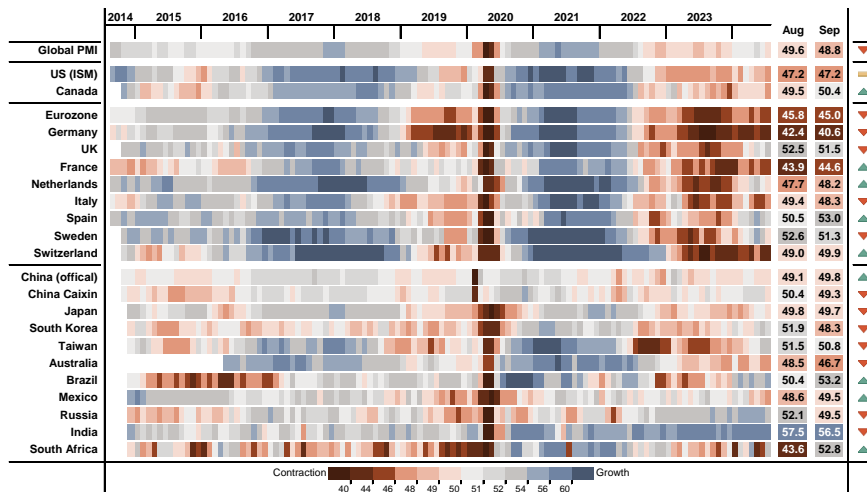 2014 2015 2016 2017 2018 2019 2020 2021 2022 2023
Aug Sep
Global PMI 49.6 48.8
US (ISM) 47.2 47.2
Canada 49.5 50.4
Eurozone 45.8 45.0
Germany 42.4 40.6
UK 52.5 51.5
France 43.9 44.6
Netherlands 47.7 48.2
Italy 49.4 48.3
Spain 50.5 53.0
Sweden 52.6 51.3
Switzerland 49.0 49.9
China (offical) 49.1 49.8
China Caixin 50.4 49.3
Japan 49.8 49.7
South Korea 51.9 48.3
Taiwan 51.5 50.8
Australia 48.5 46.7
Brazil 50.4 53.2
Mexico 48.6 49.5
Russia 52.1 49.5
India 57.5 56.5
South Africa 43.6 52.8
Contraction Growth
40 44 46 48 49 50 51 52 54 56 60